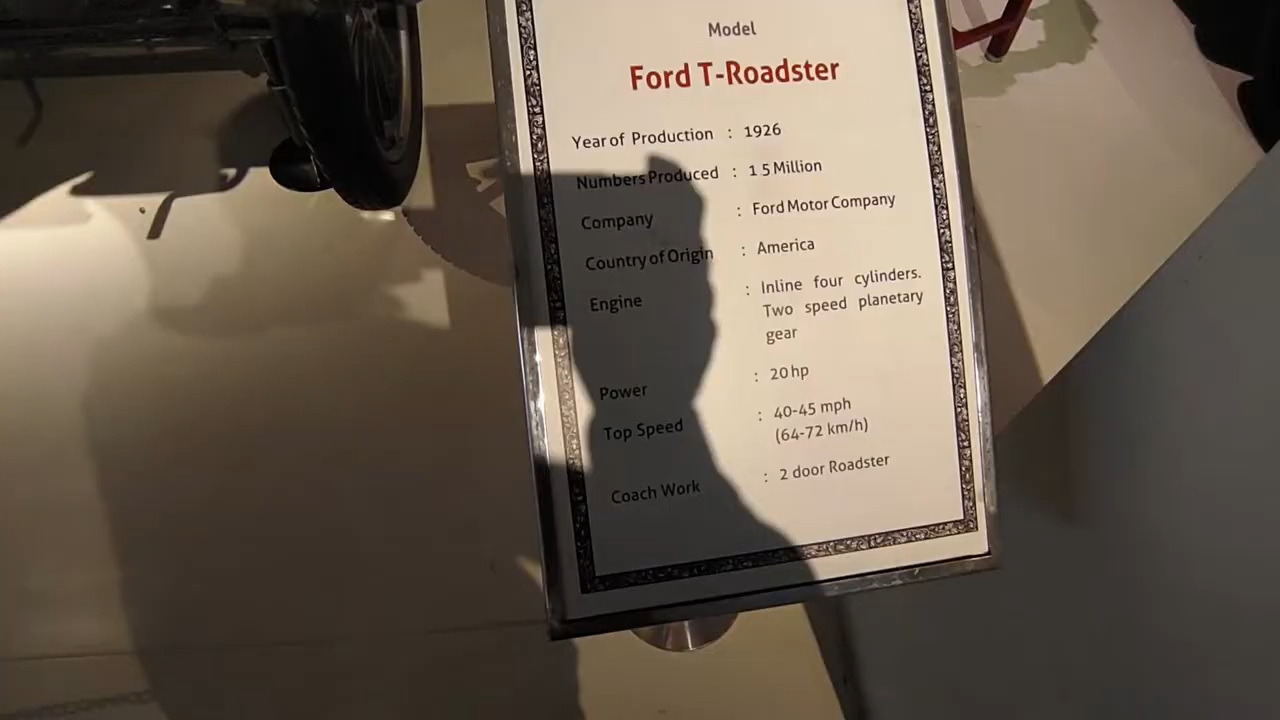 Model
Ford T-Roadster
Year of Production : 1926
Numbers Produced : 1 5 Million
Company : Ford Motor Company
Country of Origin : America
Engine : Inline four cylinders.
Two speed planetary
gear
Power : 20 hp
Top Speed : 40-45 mph
(64-72 km/h)
Coach Work : 2 door Roadster